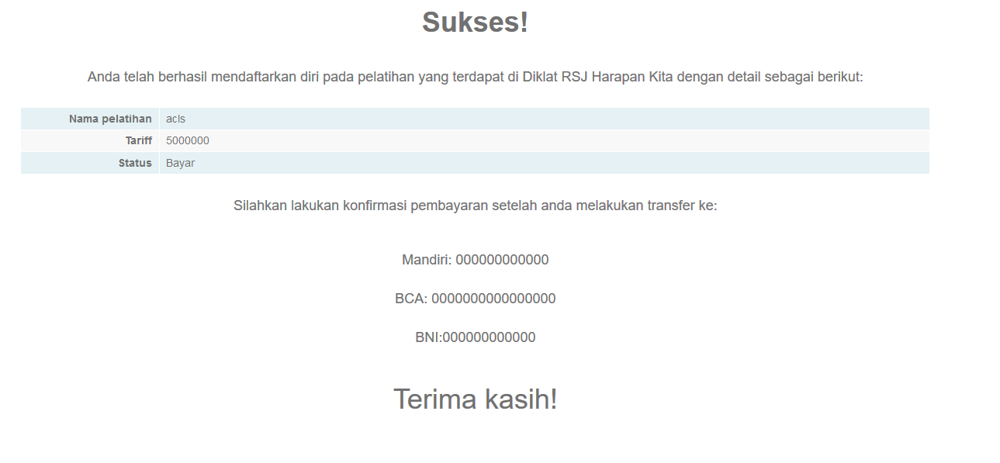 Sukses!
Anda telah berhasil mendaftarkan diri pada pelatihan yang terdapat di Diklat RSJ Harapan Kita dengan detail sebagai berikut:
Nama pelatihan acls
Tariff 5000000
Status Bayar
Silahkan lakukan konfirmasi pembayaran setelah anda melakukan transfer ke:
Mandiri: 000000000000
BCA: 0000000000000000
BNI:000000000000
Terima kasih!